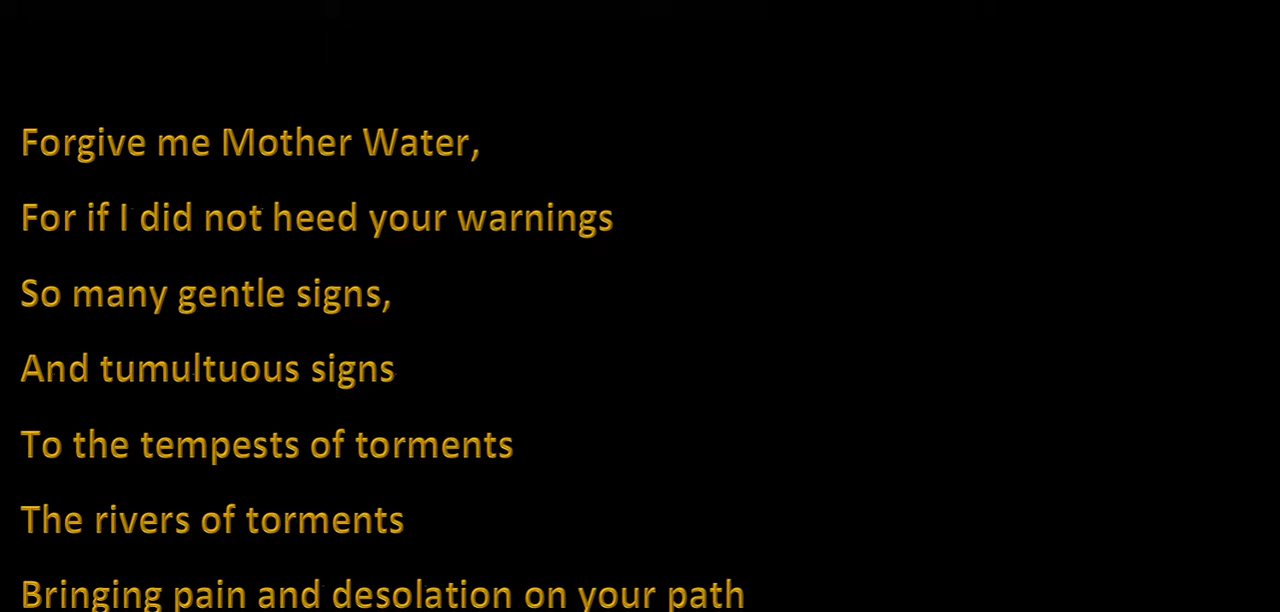 Forgive me Mother Water,
For if I did not heed your warnings
So many gentle signs,
And tumultuous signs
To the tempests of torments
The rivers of torments
Bringing pain and desolation on your path